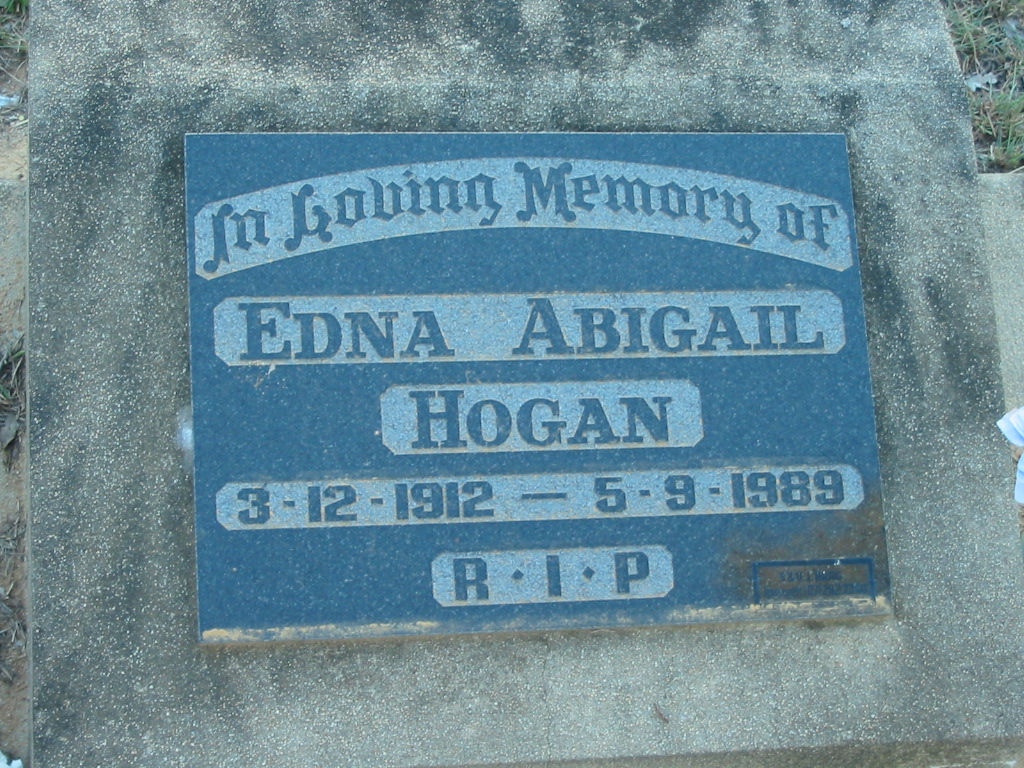 In Loving Memory of
EDNA ABIGAIL
HOGAN
3-12-1912 — 5-9-1989
R·I·P